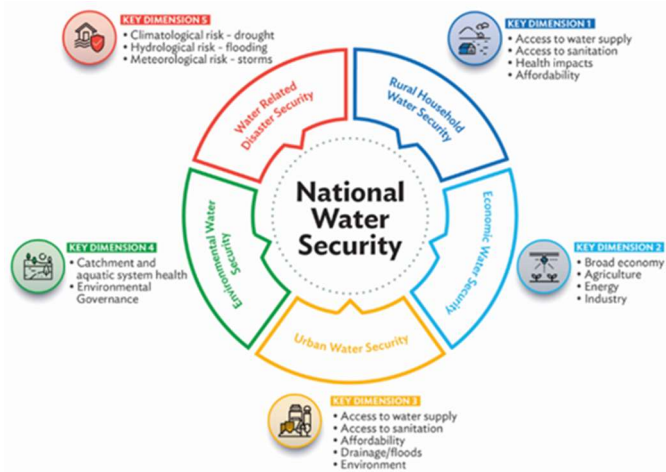 KEY DIMENSION 5
• Climatological risk - drought
• Hydrological risk - flooding
• Meteorological risk - storms
KEY DIMENSION 1
• Access to water supply
• Access to sanitation
• Health impacts
• Affordability
Water Related
Disaster Security
Rural Household
Water Security
National
Water
Security
Environmental Water
Security
Economic Water Security
KEY DIMENSION 4
• Catchment and
aquatic system health
• Environmental
Governance
KEY DIMENSION 2
• Broad economy
• Agriculture
• Energy
• Industry
Urban Water Security
KEY DIMENSION 3
• Access to water supply
• Access to sanitation
• Affordability
• Drainage/floods
• Environment